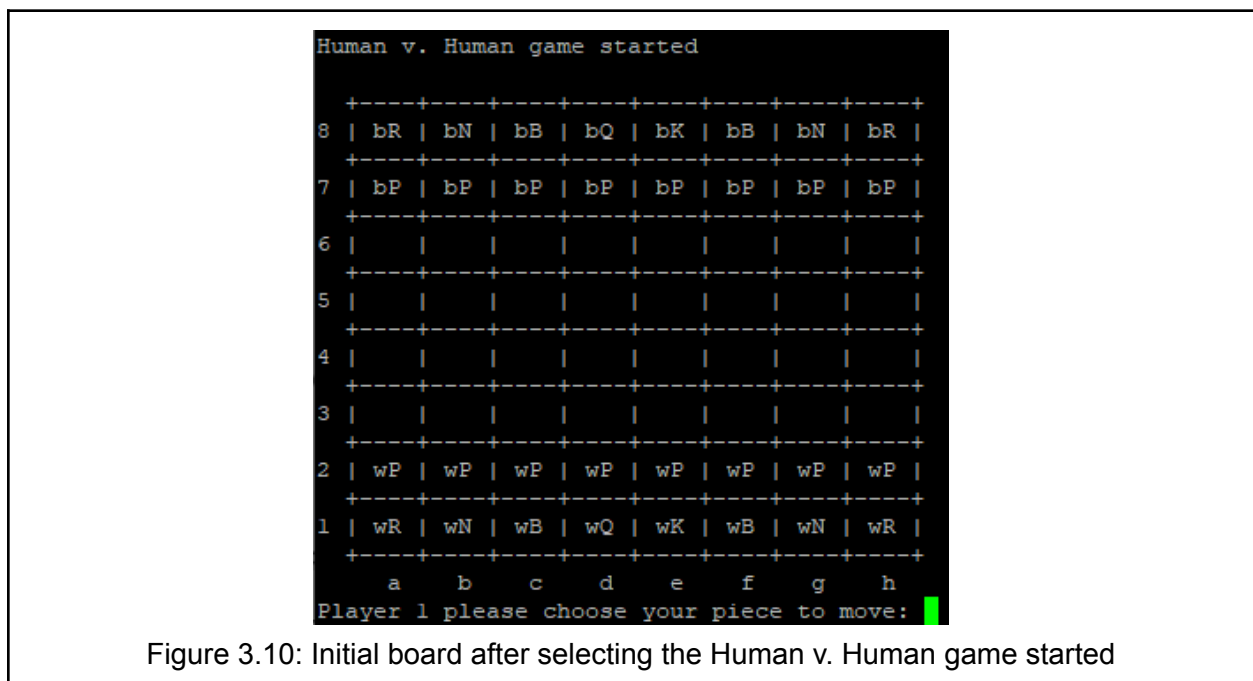 Human v. Human game started
+----+----+----+----+----+----+----+----+
8 | bR | bN | bB | bQ | bK | bB | bN | bR |
+----+----+----+----+----+----+----+----+
7 | bP | bP | bP | bP | bP | bP | bP | bP |
+----+----+----+----+----+----+----+----+
6 |    |    |    |    |    |    |    |    |
+----+----+----+----+----+----+----+----+
5 |    |    |    |    |    |    |    |    |
+----+----+----+----+----+----+----+----+
4 |    |    |    |    |    |    |    |    |
+----+----+----+----+----+----+----+----+
3 |    |    |    |    |    |    |    |    |
+----+----+----+----+----+----+----+----+
2 | wP | wP | wP | wP | wP | wP | wP | wP |
+----+----+----+----+----+----+----+----+
1 | wR | wN | wB | wQ | wK | wB | wN | wR |
+----+----+----+----+----+----+----+----+
a b c d e f g h
Player 1 please choose your piece to move:
Figure 3.10: Initial board after selecting the Human v. Human game started